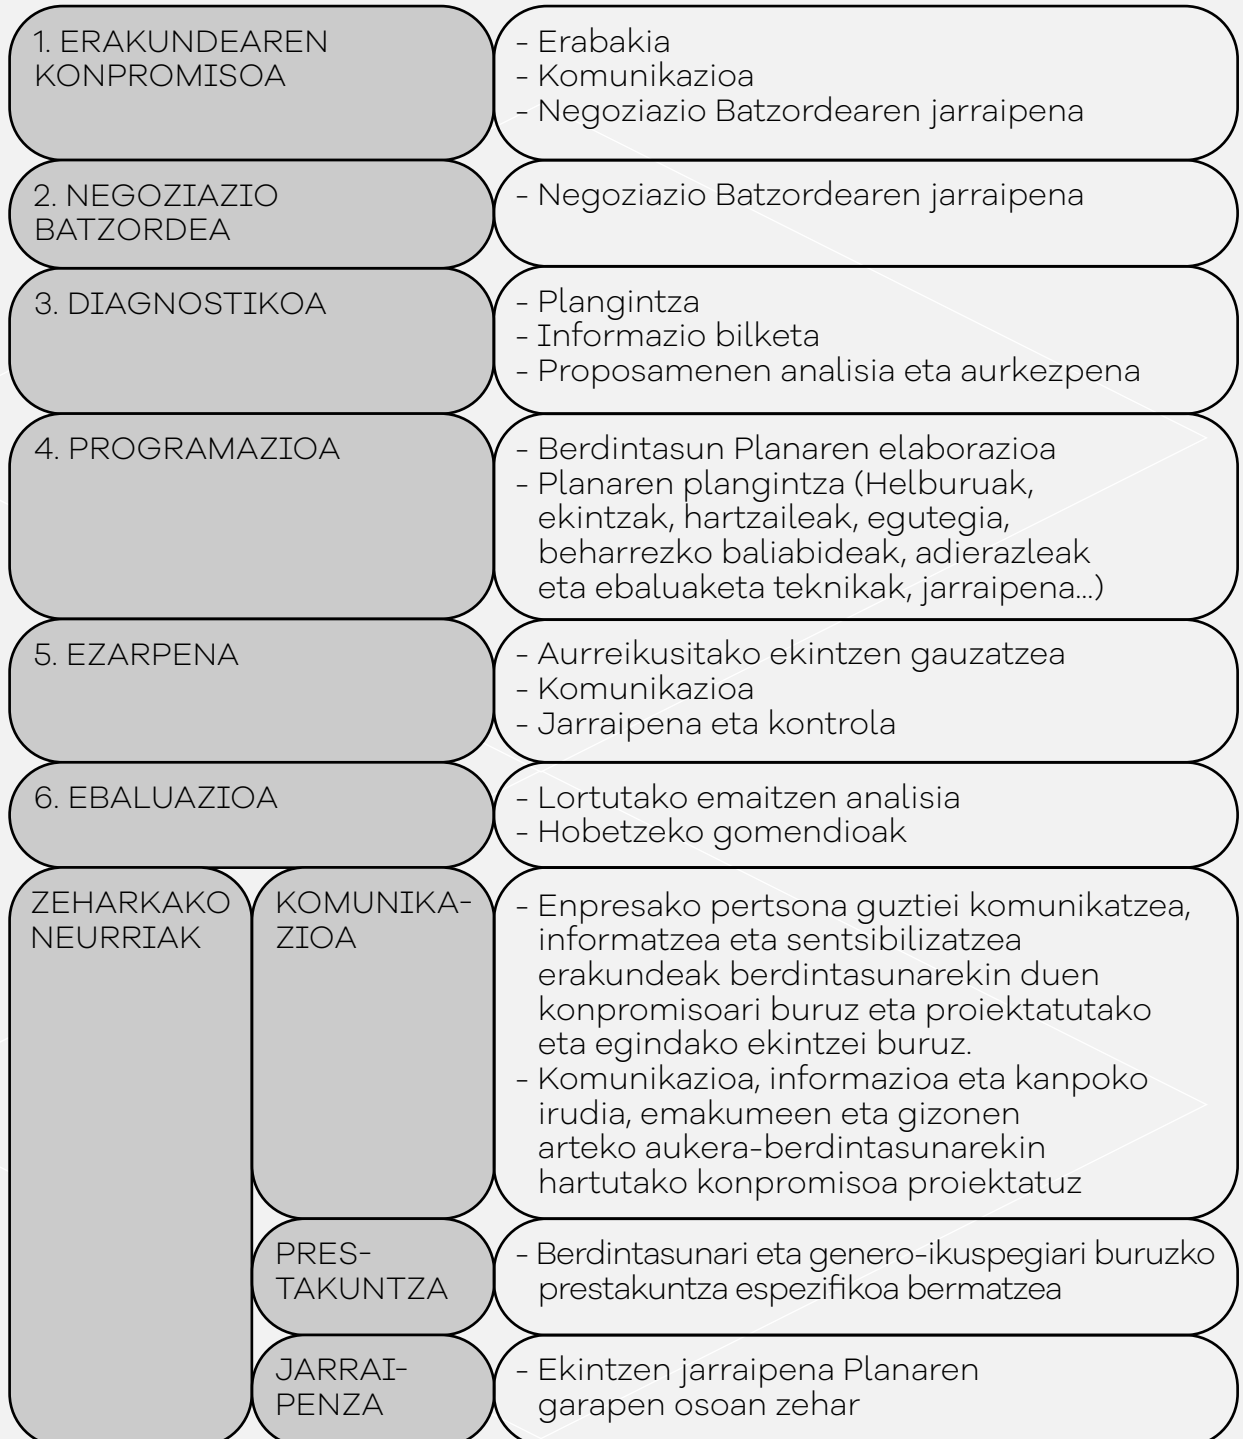 1. ERAKUNDEAREN
KONPROMISOA
- Erabakia
- Komunikazioa
- Negoziazio Batzordearen jarraipena
2. NEGOZIAZIO
BATZORDEA
- Negoziazio Batzordearen jarraipena
3. DIAGNOSTIKOA
- Plangintza
- Informazio bilketa
- Proposamenen analisia eta aurkezpena
4. PROGRAMAZIOA
- Berdintasun Planaren elaborazioa
- Planaren plangintza (Helburuak,
ekintzak, hartzaileak, egutegia,
beharrezko baliabideak, adierazleak
eta ebaluaketa teknikak, jarraipena...)
5. EZARPENA
- Aurreikusitako ekintzen gauzatzea
- Komunikazioa
- Jarraipena eta kontrola
6. EBALUAZIOA
- Lortutako emaitzen analisia
- Hobetzeko gomendioak
ZEHARKAKO
NEURRIAK
KOMUNIKA-
ZIOA
- Enpresako pertsona guztiei komunikatzea,
informatzea eta sentsibilizatzea
erakundeak berdintasunarekin duen
konpromisoari buruz eta proiektatutako
eta egindako ekintzei buruz.
- Komunikazioa, informazioa eta kanpoko
irudia, emakumeen eta gizonen
arteko aukera-berdintasunarekin
hartutako konpromisoa proiektatuz
PRES-
TAKUNTZA
- Berdintasunari eta genero-ikuspegiari buruzko
prestakuntza espezifikoa bermatzea
JARRAI-
PENZA
- Ekintzen jarraipena Planaren
garapen osoan zehar